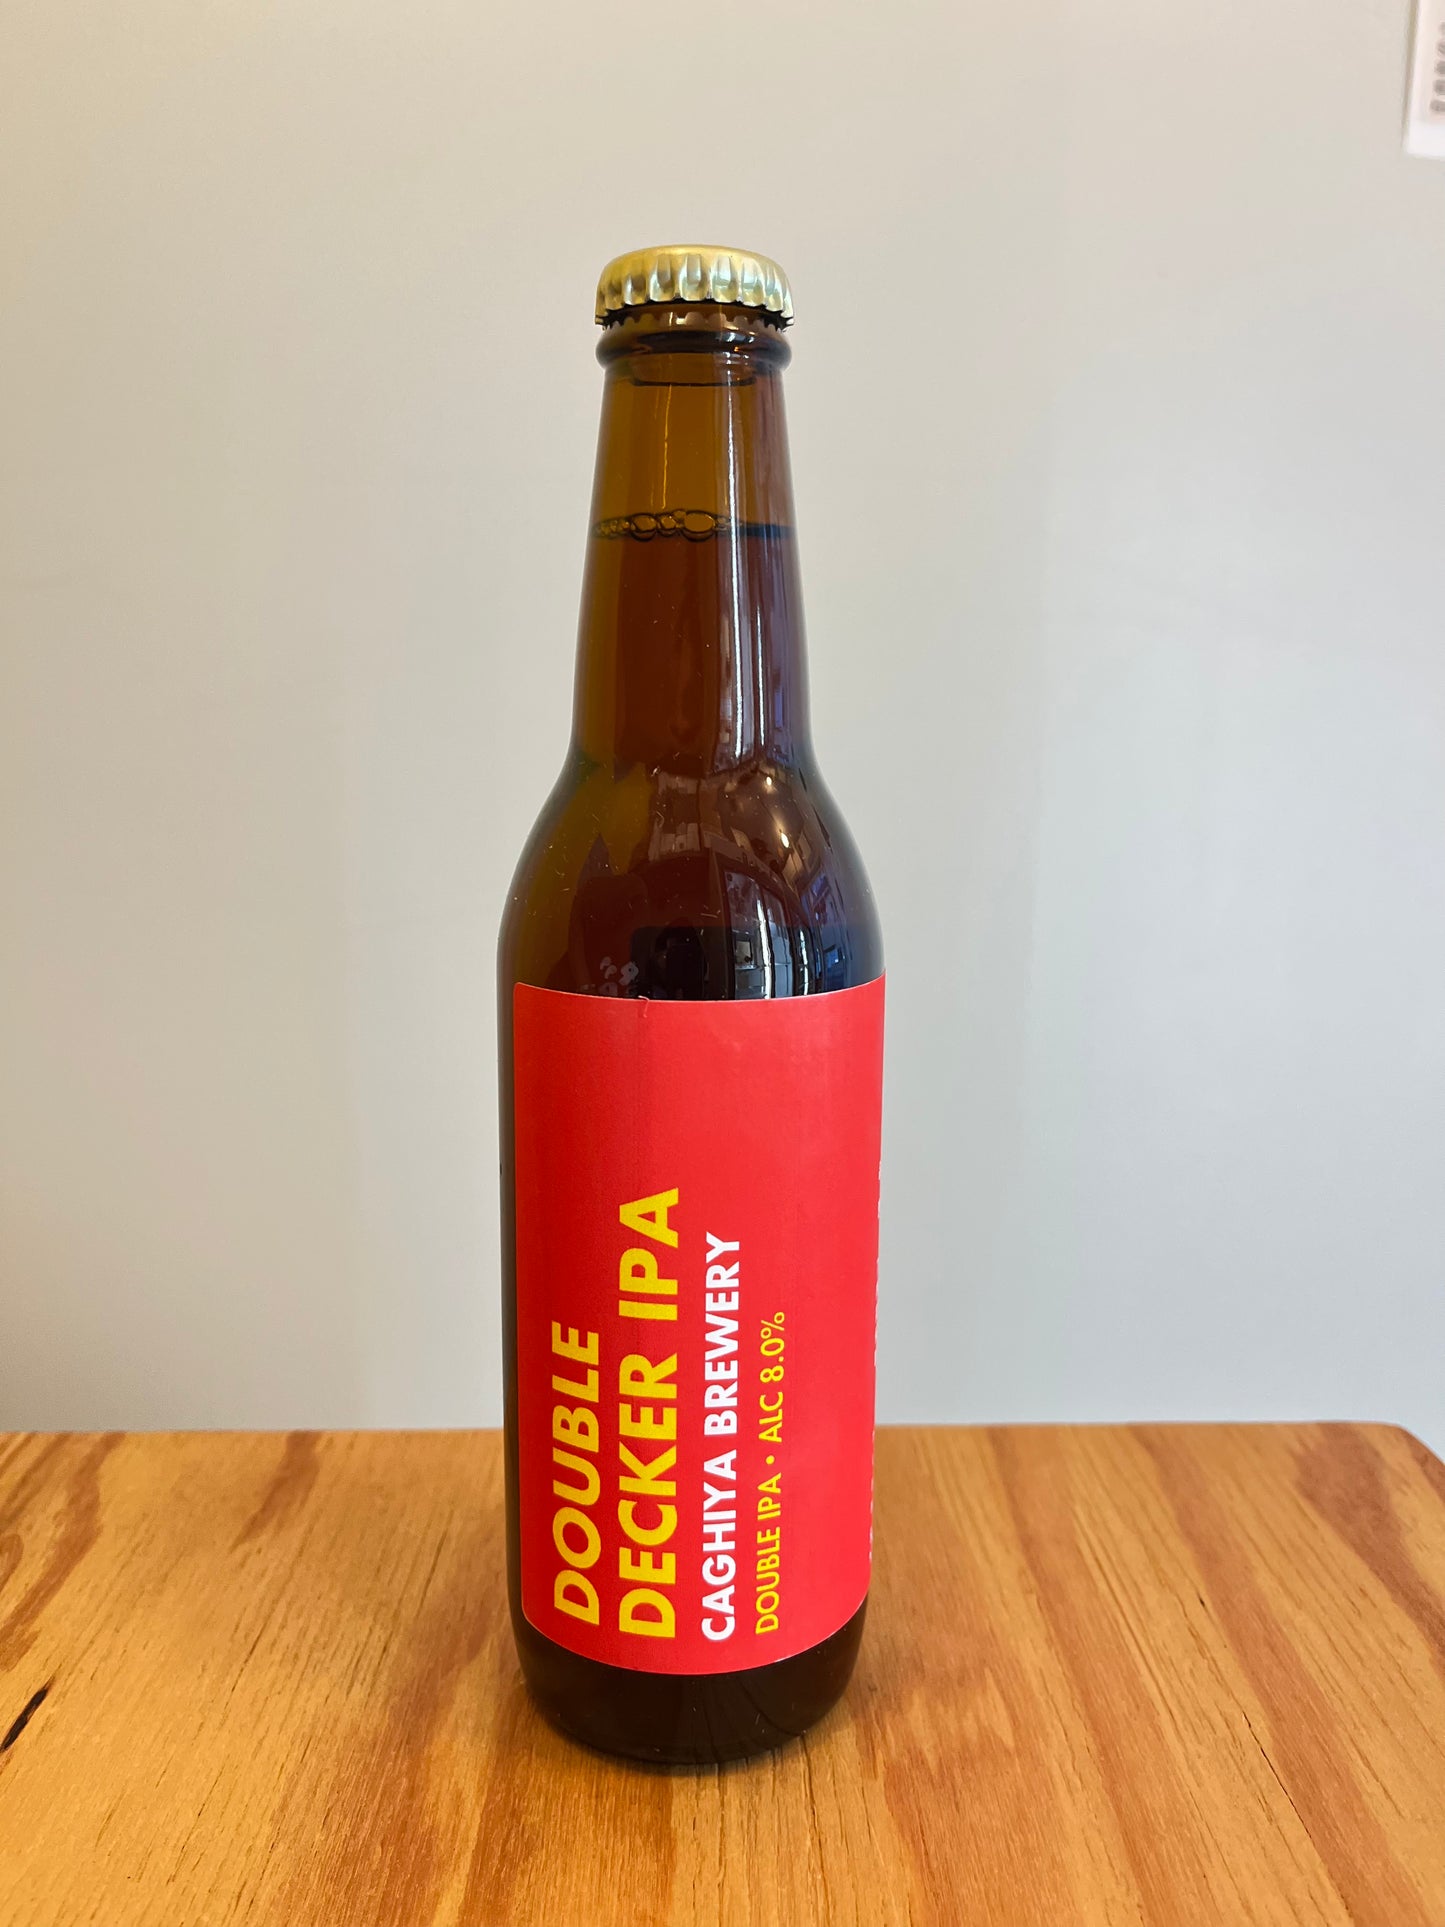 DOUBLE
DECKER IPA
CAGHIYA BREWERY
DOUBLE IPA • ALC 8.0%